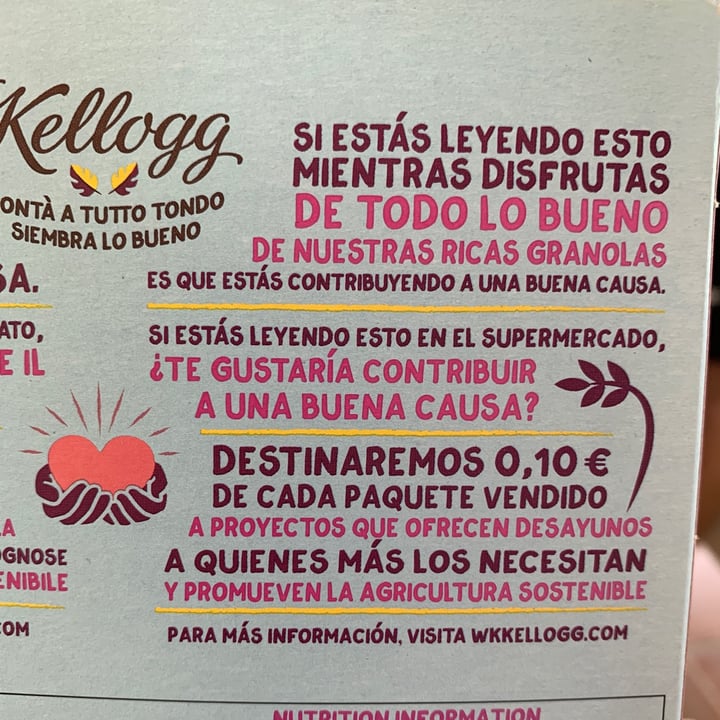 Kellogg
ONTÀ A TUTTO TONDO
SIEMBRA LO BUENO
SI ESTÁS LEYENDO ESTO
MIENTRAS DISFRUTAS
DE TODO LO BUENO
DE NUESTRAS RICAS GRANOLAS
ES QUE ESTÁS CONTRIBUYENDO A UNA BUENA CAUSA.
SI ESTÁS LEYENDO ESTO EN EL SUPERMERCADO,
¿TE GUSTARÍA CONTRIBUIR
A UNA BUENA CAUSA?
DESTINAREMOS 0,10 €
DE CADA PAQUETE VENDIDO
A PROYECTOS QUE OFRECEN DESAYUNOS
A QUIENES MÁS LOS NECESITAN
Y PROMUEVEN LA AGRICULTURA SOSTENIBLE
PARA MÁS INFORMACIÓN, VISITA WKKELLOGG.COM
SA.
ATO,
E IL
LA
OGNOSE
ENIBILE
COM
NUTRITION INFORMATION